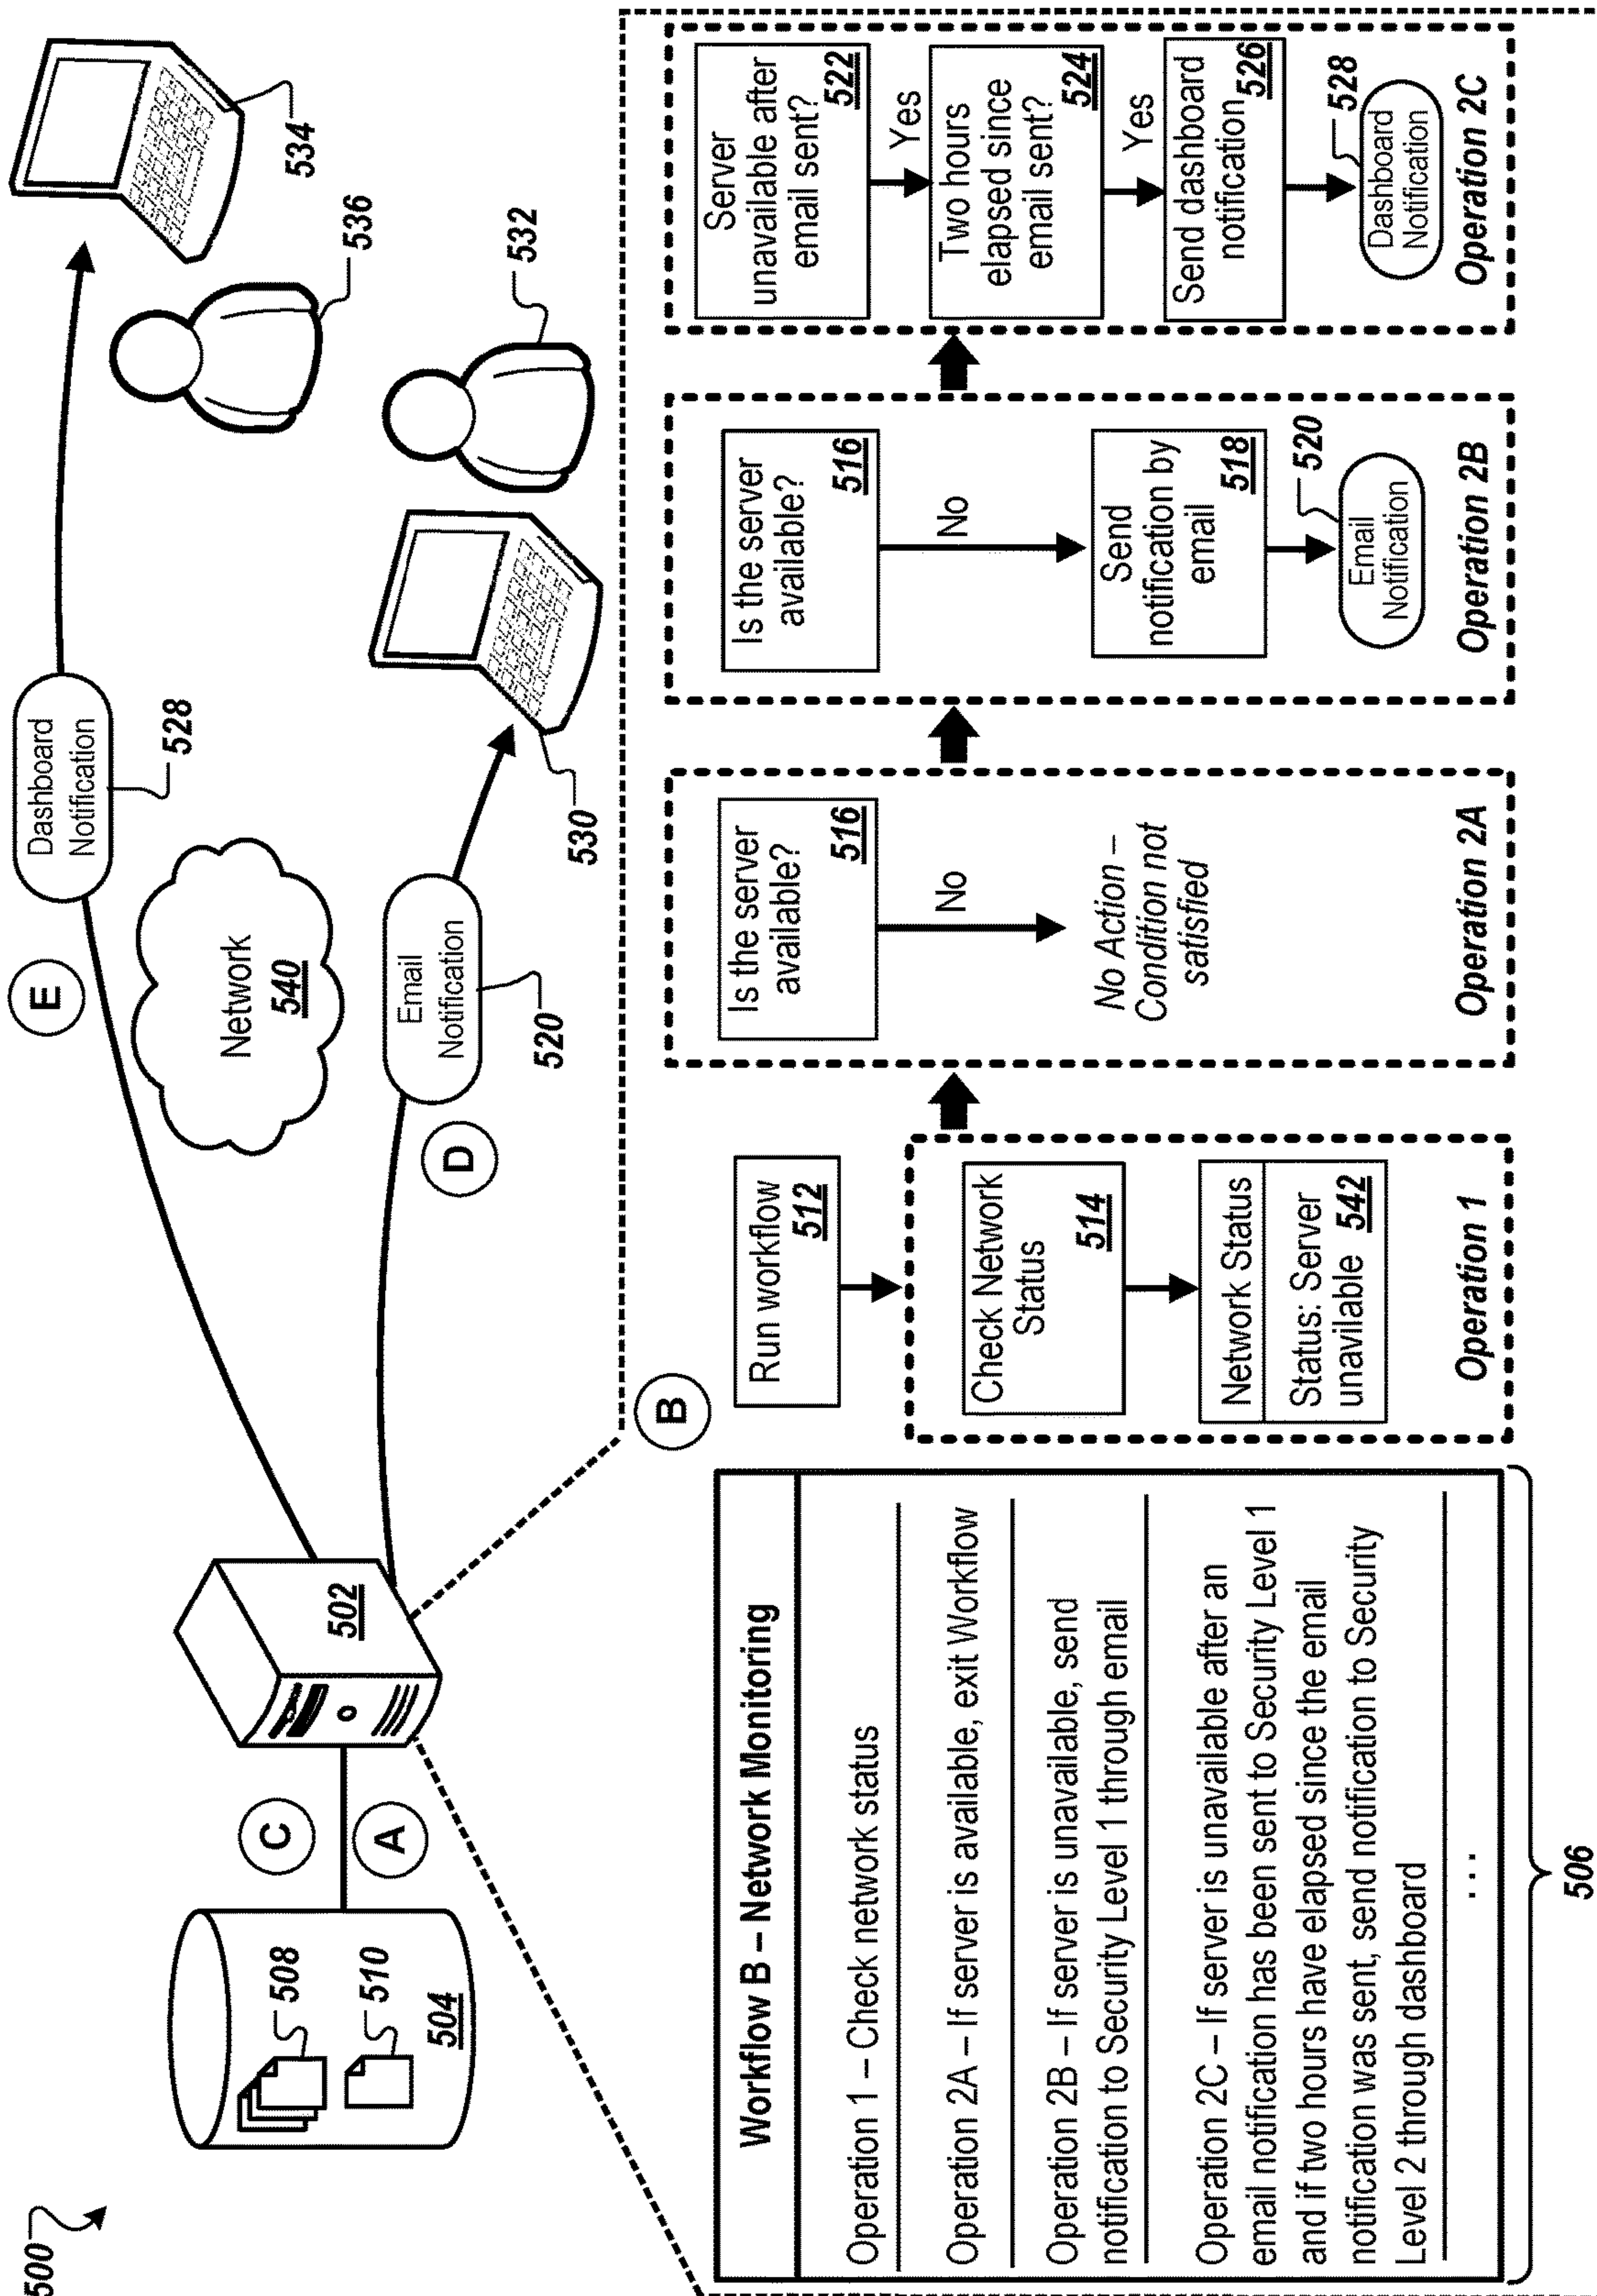 500
508
510
504
C
A
502
E
Dashboard
Notification
528
534
536
Network
540
D
Email
Notification
520
530
532
B
Workflow B – Network Monitoring
Operation 1 – Check network status
Operation 2A – If server is available, exit Workflow
Operation 2B – If server is unavailable, send
notification to Security Level 1 through email
Operation 2C – If server is unavailable after an
email notification has been sent to Security Level 1
and if two hours have elapsed since the email
notification was sent, send notification to Security
Level 2 through dashboard
...
506
Run workflow
512
Check Network
Status
514
Network Status
Status: Server
unavilable 542
Operation 1
Is the server
available?
516
No
No Action –
Condition not
satisfied
Operation 2A
Is the server
available?
516
No
Send
notification by
email
518
520
Email
Notification
Operation 2B
Server
unavailable after
email sent?
522
Yes
Two hours
elapsed since
email sent?
524
Yes
Send dashboard
notification
526
528
Dashboard
Notification
Operation 2C